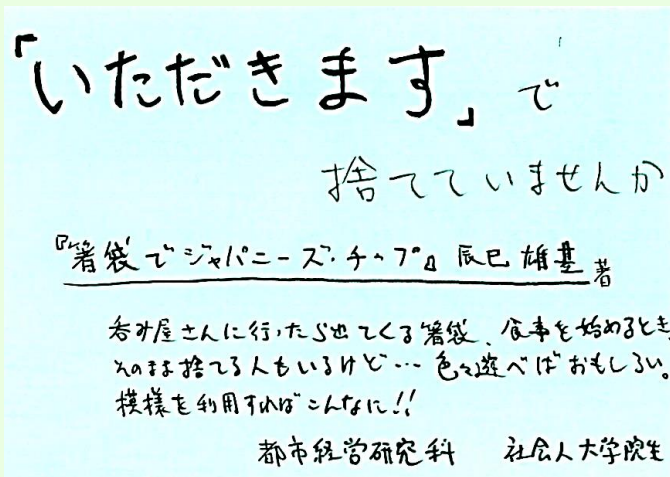 「いただきます」で
捨てていませんか
『箸袋でジャパニーズ・チップ』 辰巳 雄基 著
呑み屋さんに行ったら出てくる箸袋、食事を始めるとき
そのまま捨てる人もいるけど…色々遊べばおもしろい。
模様を利用すればこんなに!!
都市経営研究科 社会人大学院生